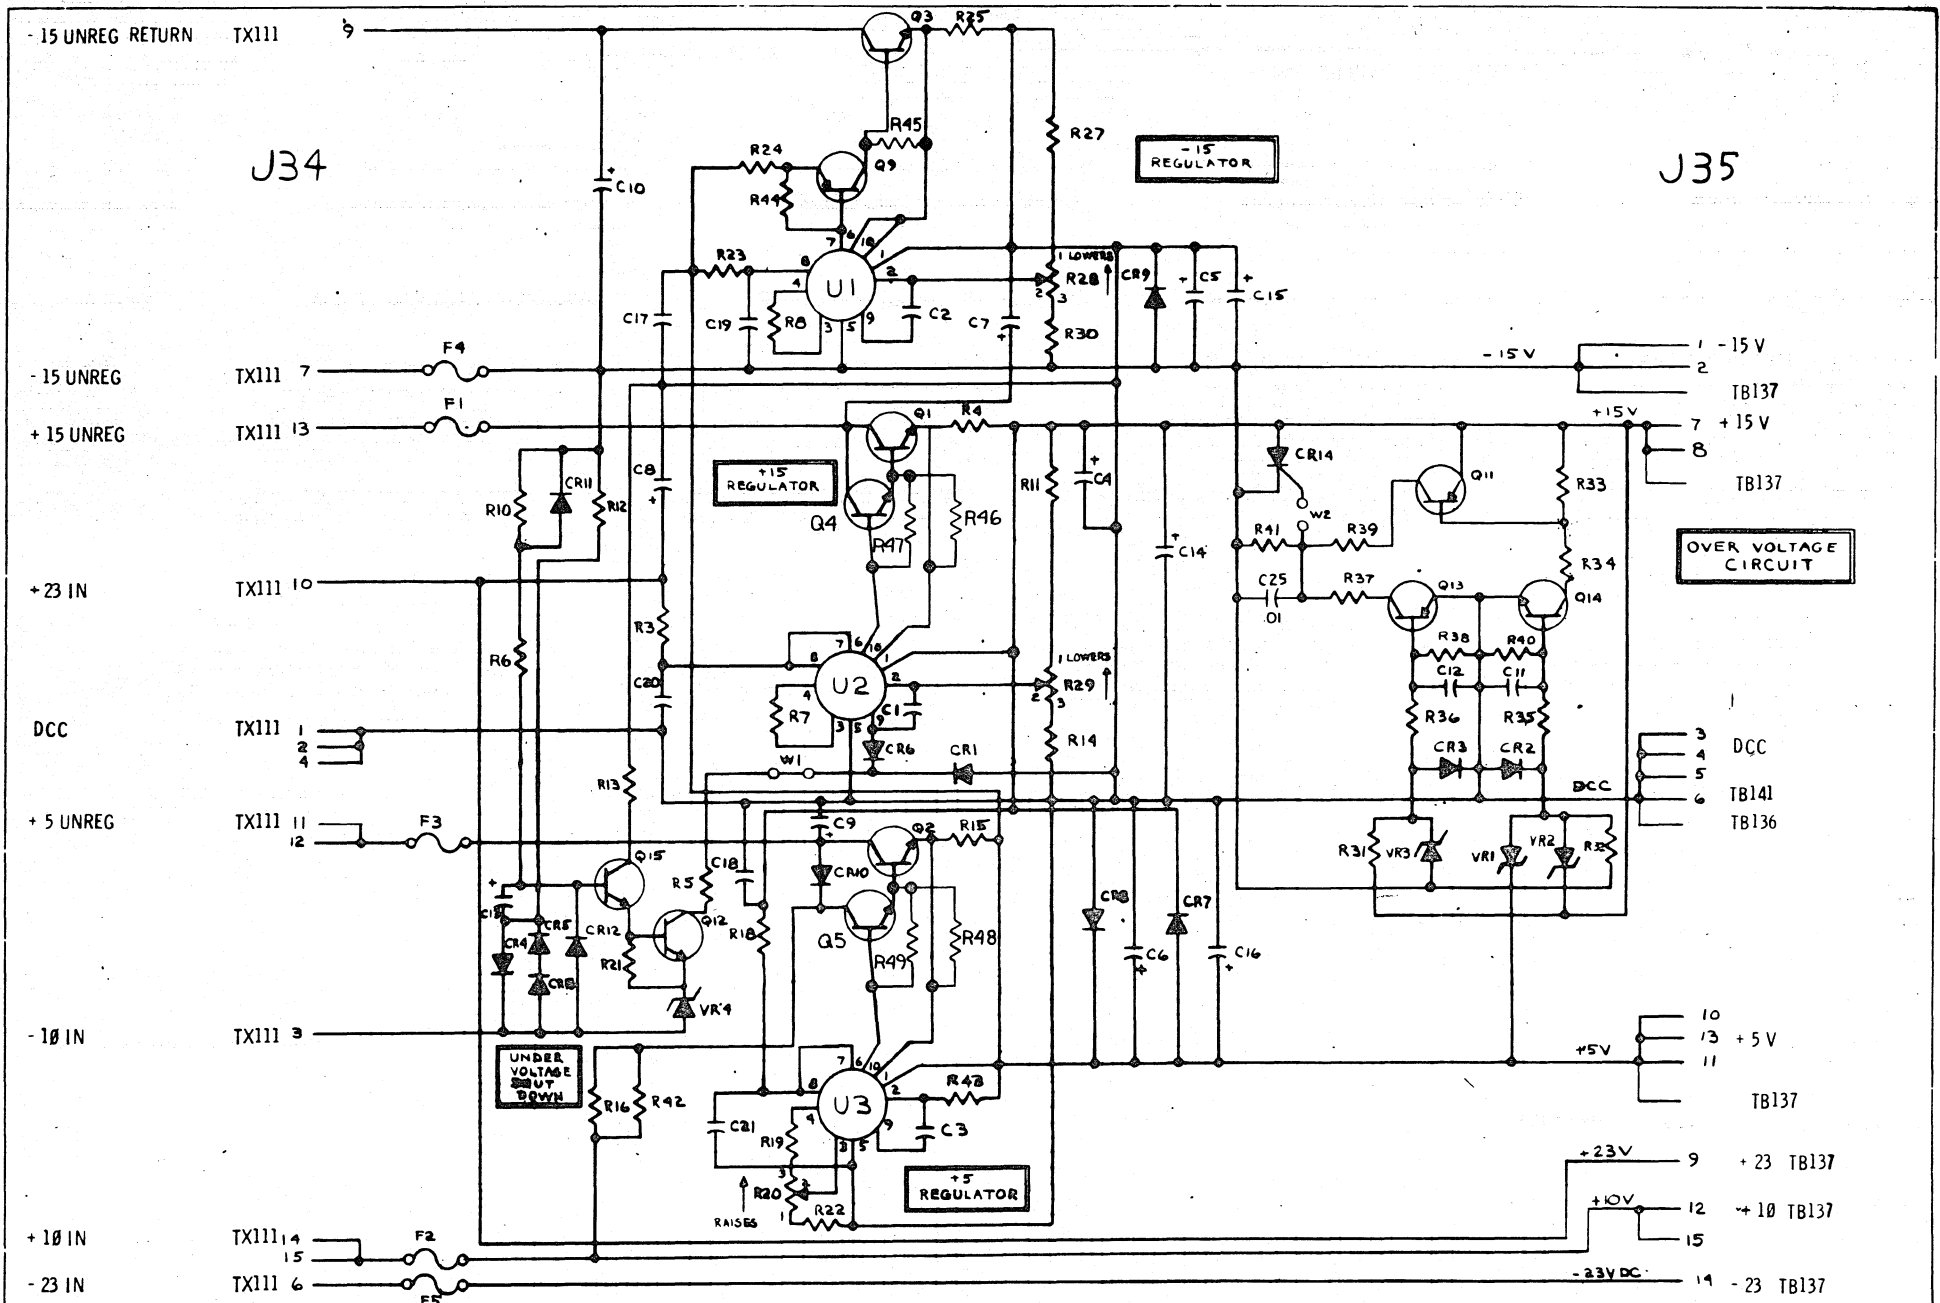 - 15 UNREG RETURN TX111 9
Q3 R25
J34
J35
R27
-15
REGULATOR
R45
R24
Q9
R44
C10
7 6 10 1
R23
8
4
U1
2
1 LOWERS
R28
2
3
CR9
C5
C15
C17
C19
R8
3 5 9
C2
C7
R30
F4
- 15 UNREG TX111 7
-15V
1 -15 V
2
TB137
F1
+ 15 UNREG TX111 13
Q1 R4
+15V
7 + 15 V
8
TB137
C8
+15
REGULATOR
R11
C4
CR14
Q11
R33
R10
CR11
R12
Q4
R47
R46
W2
R41
R39
C14
R34
OVER VOLTAGE
CIRCUIT
+23 IN TX111 10
C25
.01
R37
Q13
Q14
R3
R6
7 6 10 1
8
U2
2
4
1 LOWERS
R29
2
3
R38
R40
C12
C11
C20
R7
3 5 9
C1
R36
R35
DCC TX111 1
2
4
R14
CR6
CR1
W1
CR3
CR2
3
4 DCC
5
6 TB141
TB136
DCC
R13
+ 5 UNREG TX111 11
12
F3
C9
Q2 R15
R31
VR3
VR1
VR2
R32
Q15
R5
C18
CR10
Q12
R18
Q5
R49
R48
CR8
CR7
C6
C16
CR4
CR5
CR12
R21
VR4
- 10 IN TX111 3
UNDER
VOLTAGE
SHUT
DOWN
+5V
10
13 + 5 V
11
TB137
R16
R42
7 6 10 1
8
4
U3
2
R43
C21
R19
3 5 9
C3
3
R20
2
1
R22
RAISES
+5
REGULATOR
+23V
9 + 23 TB137
+10V
12 + 10 TB137
15
+ 10 IN TX111 14
15
F2
- 23 IN TX111 6
F5
-23VDC
14 - 23 TB137